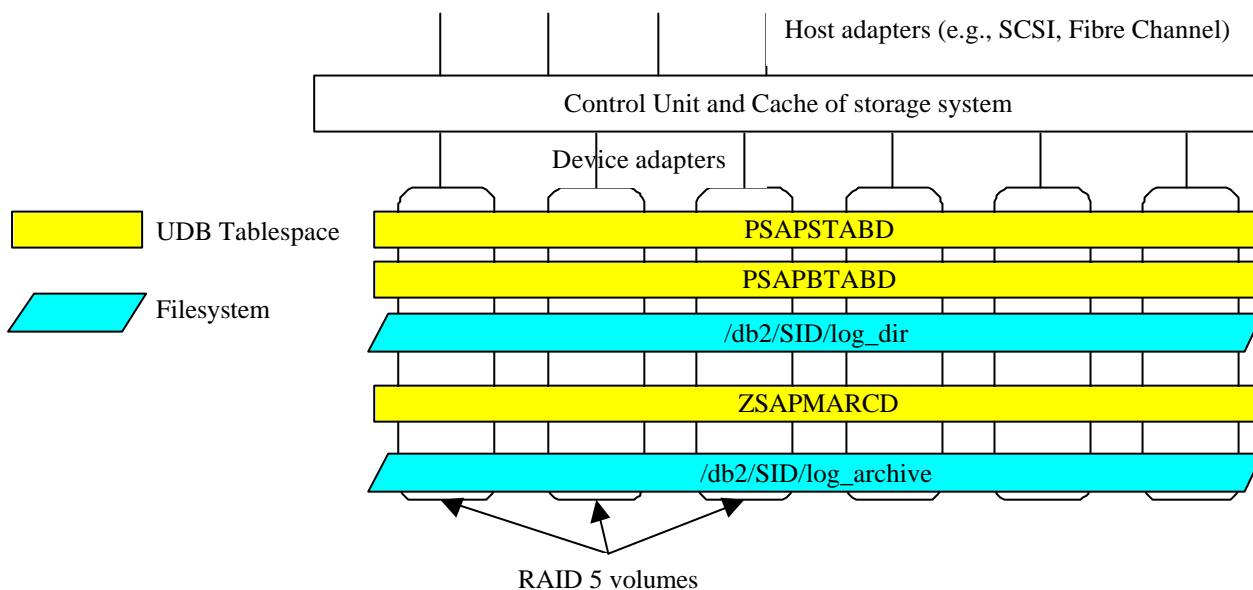 Host adapters (e.g., SCSI, Fibre Channel)
Control Unit and Cache of storage system
Device adapters
UDB Tablespace
PSAPSTABD
PSAPBTABD
Filesystem
/db2/SID/log_dir
ZSAPMARCD
/db2/SID/log_archive
RAID 5 volumes